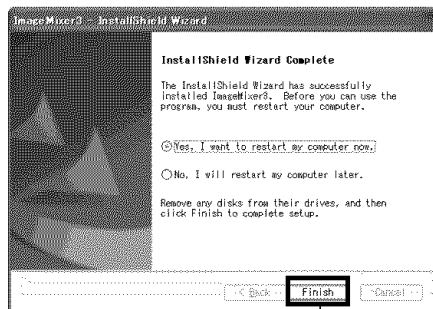 ImageMixer3 - InstallShield Wizard
InstallShield Wizard Complete
The InstallShield Wizard has successfully
installed ImageMixer3. Before you can use the
program, you must restart your computer.
Yes, I want to restart my computer now.
No, I will restart my computer later.
Remove any disks from their drives, and then
click Finish to complete setup.
< Back Finish Cancel